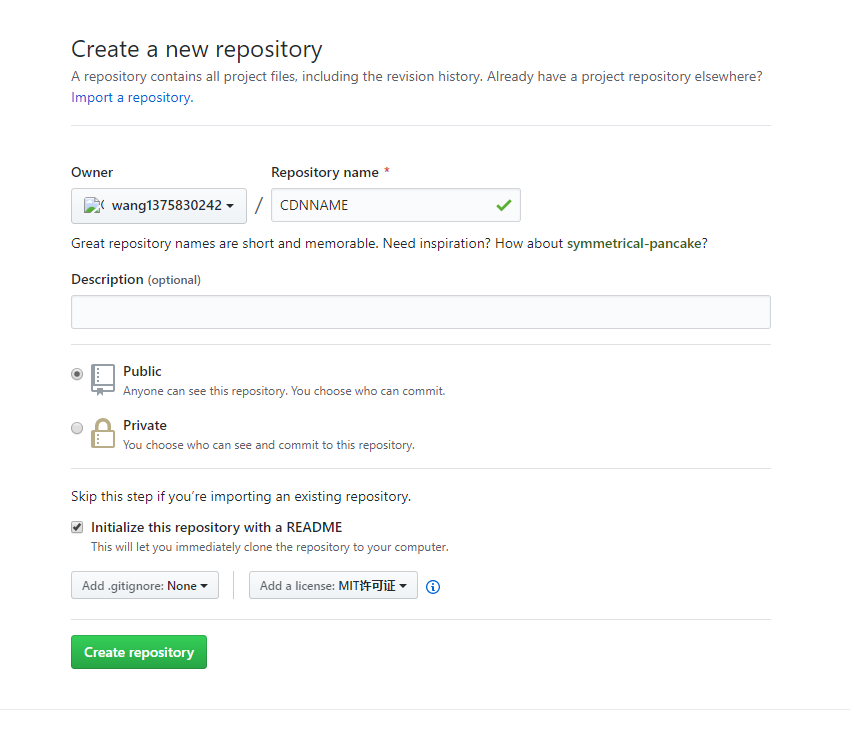 Create a new repository
A repository contains all project files, including the revision history. Already have a project repository elsewhere?
Import a repository.
Owner
Repository name *
wang1375830242 / CDNNAME
Great repository names are short and memorable. Need inspiration? How about symmetrical-pancake?
Description (optional)
Public
Anyone can see this repository. You choose who can commit.
Private
You choose who can see and commit to this repository.
Skip this step if you’re importing an existing repository.
Initialize this repository with a README
This will let you immediately clone the repository to your computer.
Add .gitignore: None
Add a license: MIT许可证
Create repository